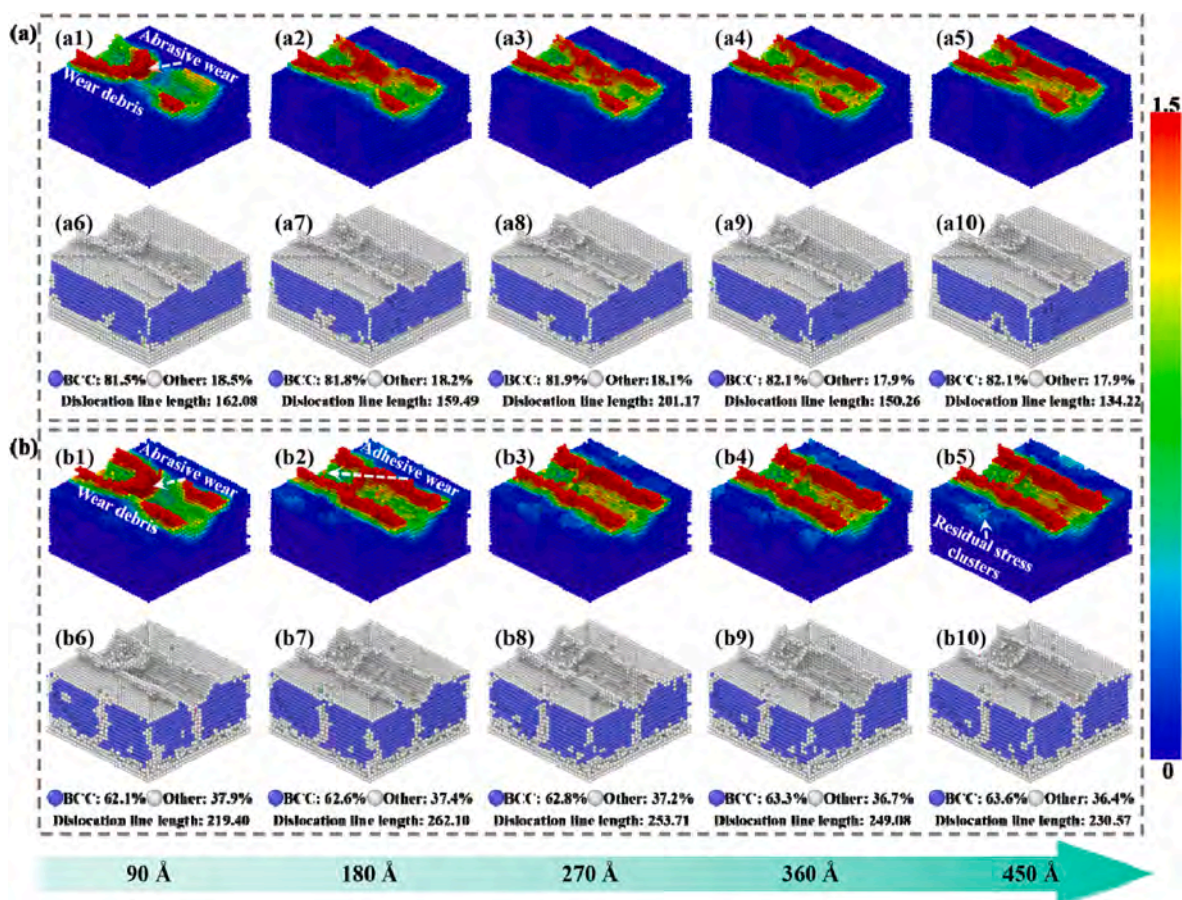 (a)
(a1)
Abrasive wear
Wear debris
(a2)
(a3)
(a4)
(a5)
1.5
(a6)
(a7)
(a8)
(a9)
(a10)
BCC: 81.5% Other: 18.5%
Dislocation line length: 162.08
BCC: 81.8% Other: 18.2%
Dislocation line length: 159.49
BCC: 81.9% Other: 18.1%
Dislocation line length: 201.17
BCC: 82.1% Other: 17.9%
Dislocation line length: 150.26
BCC: 82.1% Other: 17.9%
Dislocation line length: 134.22
(b)
(b1)
Abrasive wear
Wear debris
(b2)
Adhesive wear
(b3)
(b4)
(b5)
Residual stress
clusters
(b6)
(b7)
(b8)
(b9)
(b10)
0
BCC: 62.1% Other: 37.9%
Dislocation line length: 219.40
BCC: 62.6% Other: 37.4%
Dislocation line length: 262.10
BCC: 62.8% Other: 37.2%
Dislocation line length: 253.71
BCC: 63.3% Other: 36.7%
Dislocation line length: 249.08
BCC: 63.6% Other: 36.4%
Dislocation line length: 230.57
90 Å
180 Å
270 Å
360 Å
450 Å